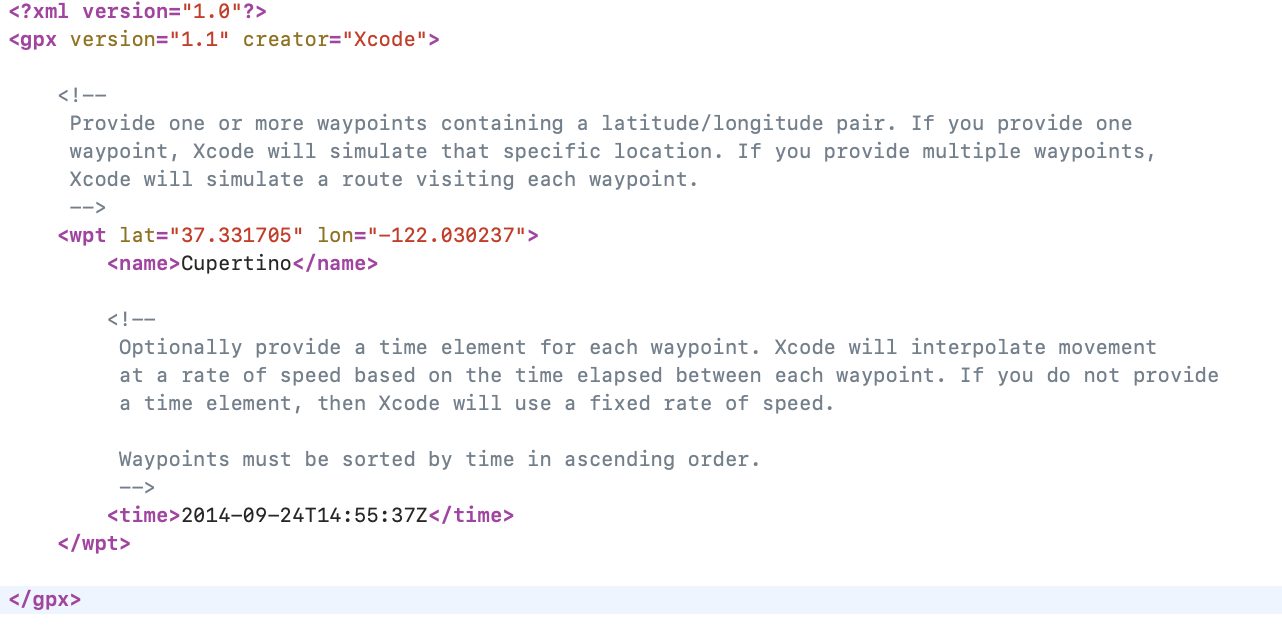 <?xml version="1.0"?>
<gpx version="1.1" creator="Xcode">
<!--
Provide one or more waypoints containing a latitude/longitude pair. If you provide one
waypoint, Xcode will simulate that specific location. If you provide multiple waypoints,
Xcode will simulate a route visiting each waypoint.
-->
<wpt lat="37.331705" lon="-122.030237">
<name>Cupertino</name>
<!--
Optionally provide a time element for each waypoint. Xcode will interpolate movement
at a rate of speed based on the time elapsed between each waypoint. If you do not provide
a time element, then Xcode will use a fixed rate of speed.
Waypoints must be sorted by time in ascending order.
-->
<time>2014-09-24T14:55:37Z</time>
</wpt>
</gpx>